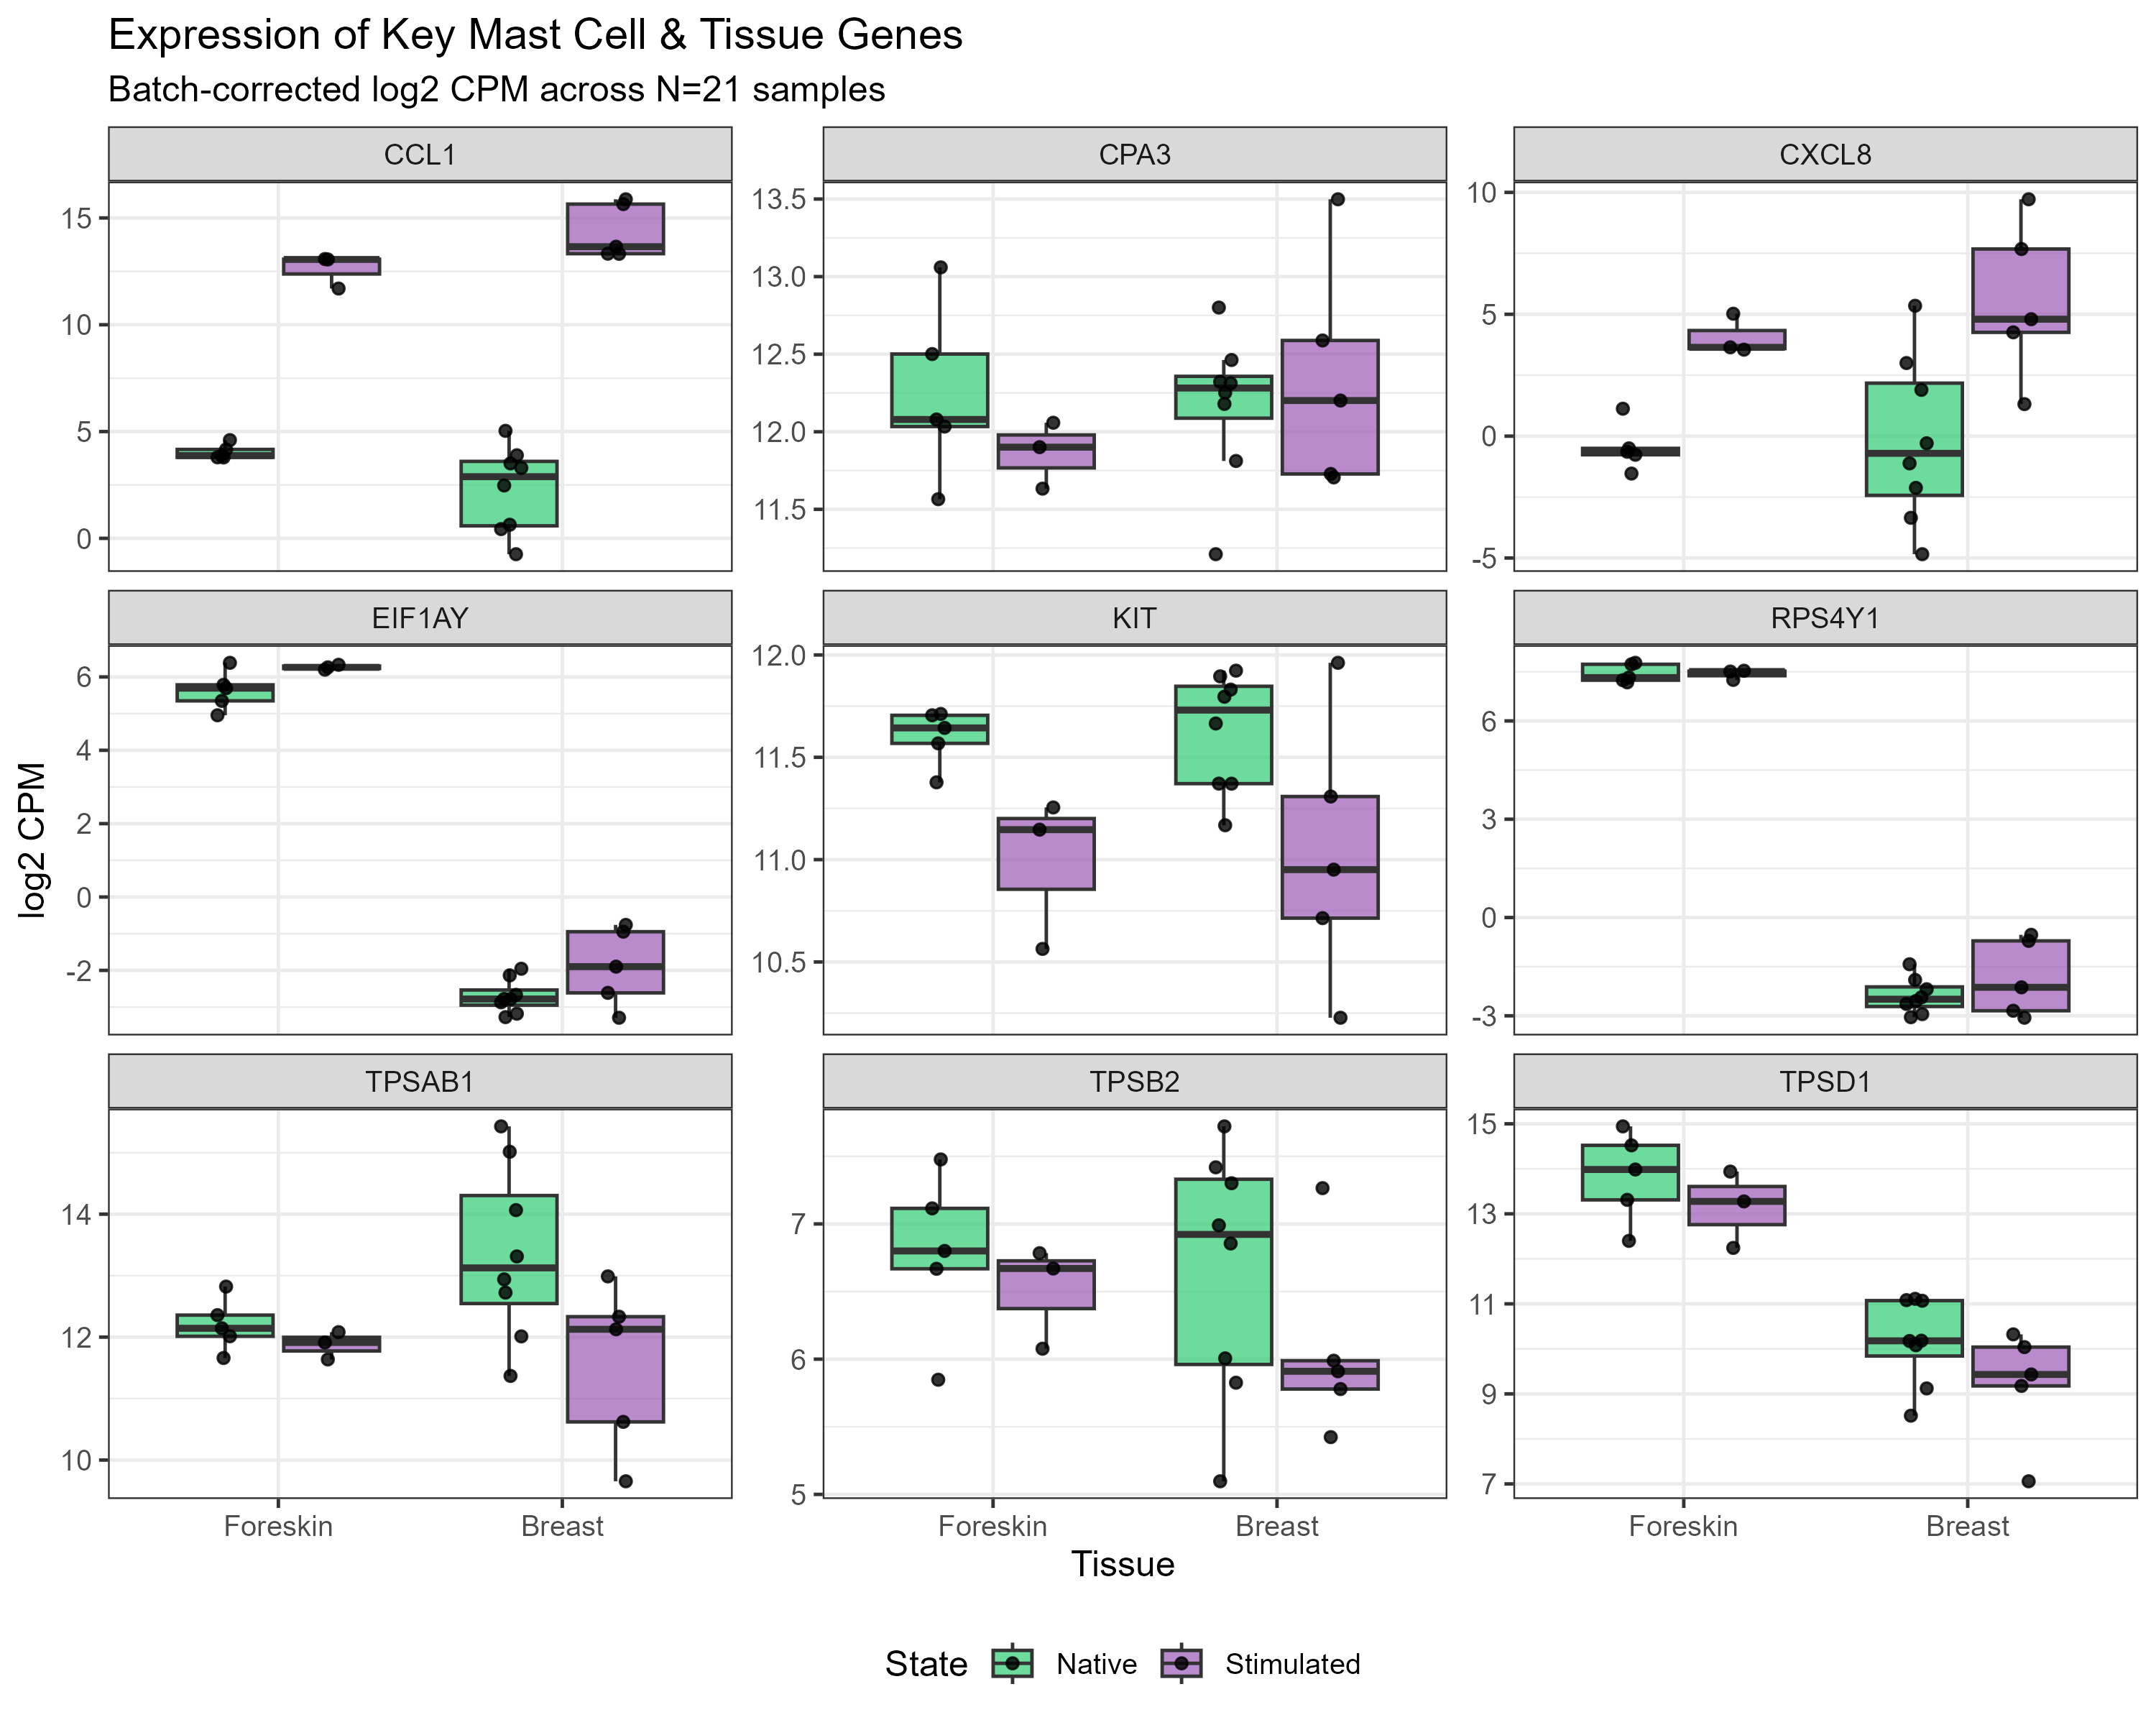 Expression of Key Mast Cell & Tissue Genes
Batch-corrected log2 CPM across N=21 samples
CCL1
CPA3
CXCL8
15
10
5
0
13.5
13.0
12.5
12.0
11.5
10
5
0
-5
EIF1AY
KIT
RPS4Y1
6
4
2
0
-2
12.0
11.5
11.0
10.5
6
3
0
-3
log2 CPM
TPSAB1
TPSB2
TPSD1
14
12
10
7
6
5
15
13
11
9
7
Foreskin Breast
Foreskin Breast
Foreskin Breast
Tissue
State Native Stimulated